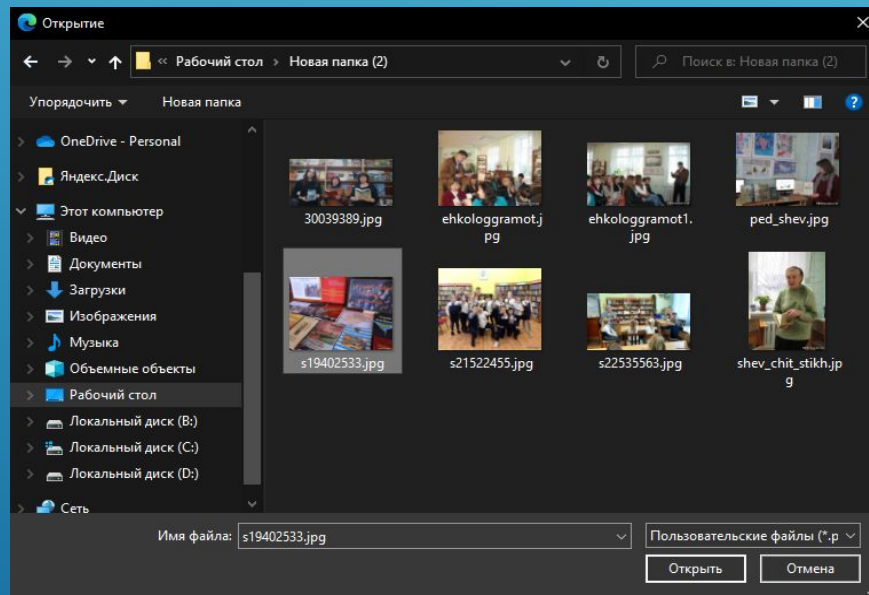 Открытие
« Рабочий стол › Новая папка (2)
Поиск в: Новая папка (2)
Упорядочить
Новая папка
OneDrive - Personal
Яндекс.Диск
Этот компьютер
Видео
Документы
Загрузки
Изображения
Музыка
Объемные объекты
Рабочий стол
Локальный диск (B:)
Локальный диск (C:)
Локальный диск (D:)
Сеть
30039389.jpg
ehkologgramot.j
pg
ehkologgramot1.
jpg
ped_shev.jpg
s19402533.jpg
s21522455.jpg
s22535563.jpg
shev_chit_stikh.jp
g
Имя файла:
s19402533.jpg
Пользовательские файлы (*.p
Открыть
Отмена